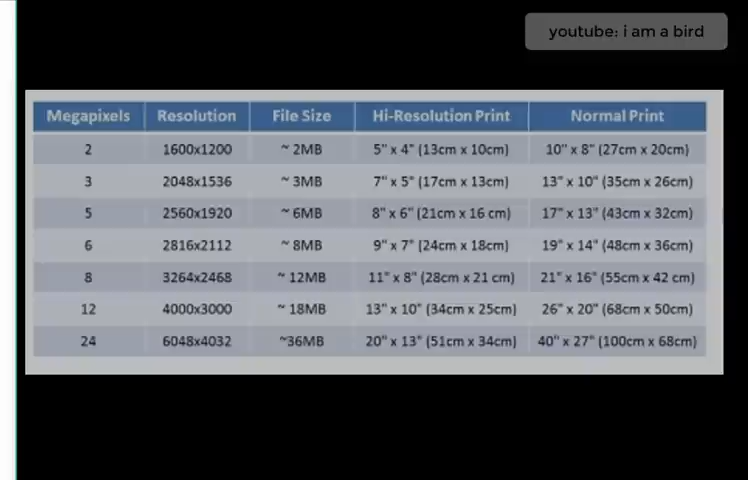 youtube: i am a bird
Megapixels Resolution File Size Hi-Resolution Print Normal Print
2 1600x1200 ~ 2MB 5" x 4" (13cm x 10cm) 10" x 8" (27cm x 20cm)
3 2048x1536 ~ 3MB 7" x 5" (17cm x 13cm) 13" x 10" (35cm x 26cm)
5 2560x1920 ~ 6MB 8" x 6" (21cm x 16 cm) 17" x 13" (43cm x 32cm)
6 2816x2112 ~ 8MB 9" x 7" (24cm x 18cm) 19" x 14" (48cm x 36cm)
8 3264x2468 ~ 12MB 11" x 8" (28cm x 21 cm) 21" x 16" (55cm x 42 cm)
12 4000x3000 ~ 18MB 13" x 10" (34cm x 25cm) 26" x 20" (68cm x 50cm)
24 6048x4032 ~36MB 20" x 13" (51cm x 34cm) 40" x 27" (100cm x 68cm)